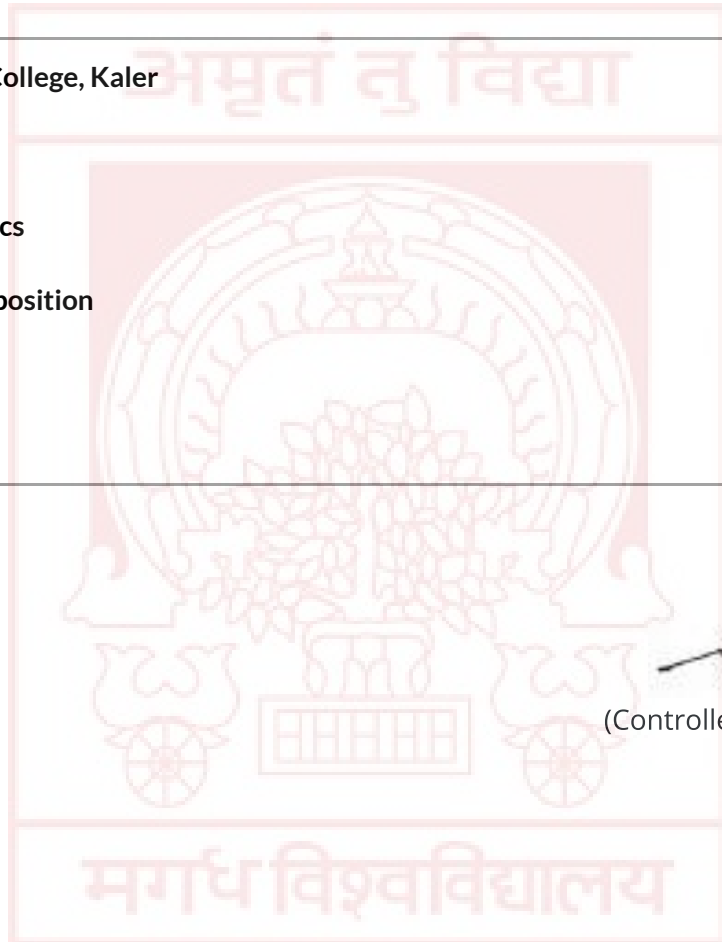 अमृतं तु विद्या
College, Kaler
cs
position
(Controlle
मगध विश्वविद्यालय